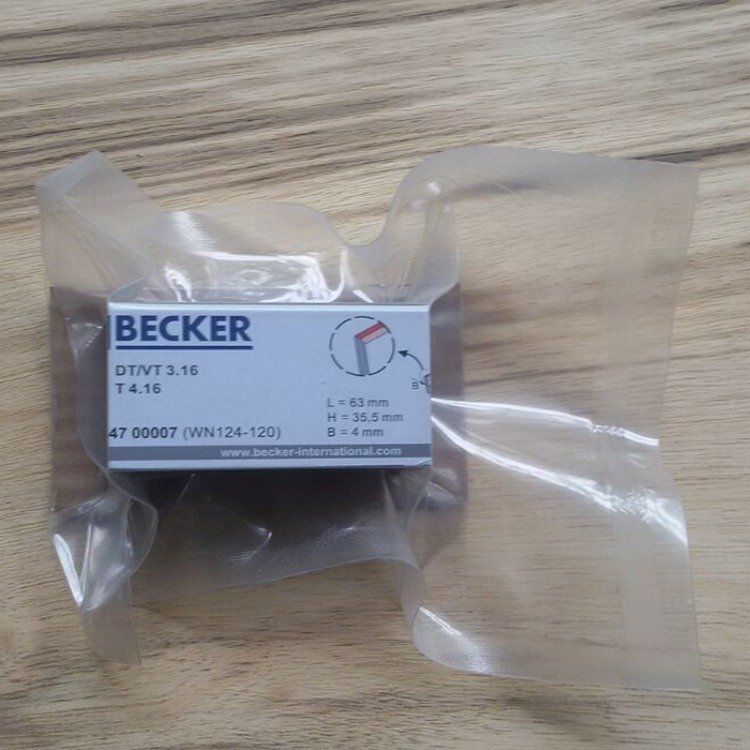 BECKER
DT/VT 3.16
T 4.16
B
L = 63 mm
H = 35.5 mm
B = 4 mm
47 00007 (WN124-120)
www.becker-international.com